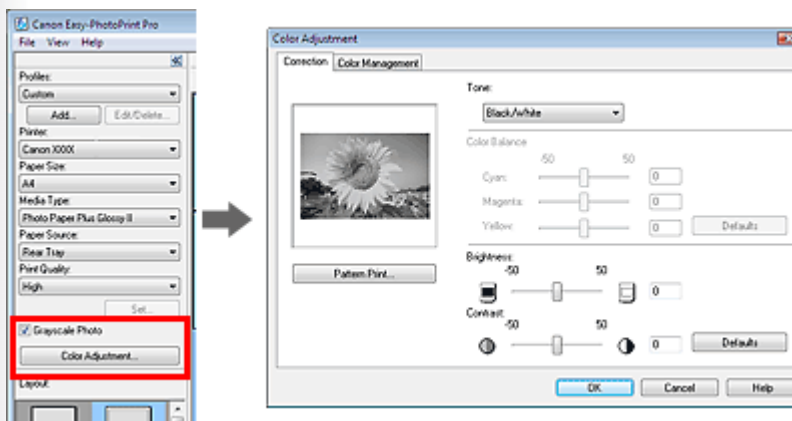 Canon Easy-PhotoPrint Pro
File View Help
Profiles:
Custom
Add... Edit/Delete...
Printer:
Canon XXXX
Paper Size:
A4
Media Type:
Photo Paper Plus Glossy II
Paper Source:
Rear Tray
Print Quality:
High
Set...
Grayscale Photo
Color Adjustment...
Layout:
Color Adjustment
Correction Color Management
Tone:
Black/White
Color Balance
-50 50
Cyan: 0
Magenta: 0
Yellow: 0 Defaults
Pattern Print...
Brightness:
-50 50
0
Contrast:
-50 50
0 Defaults
OK Cancel Help